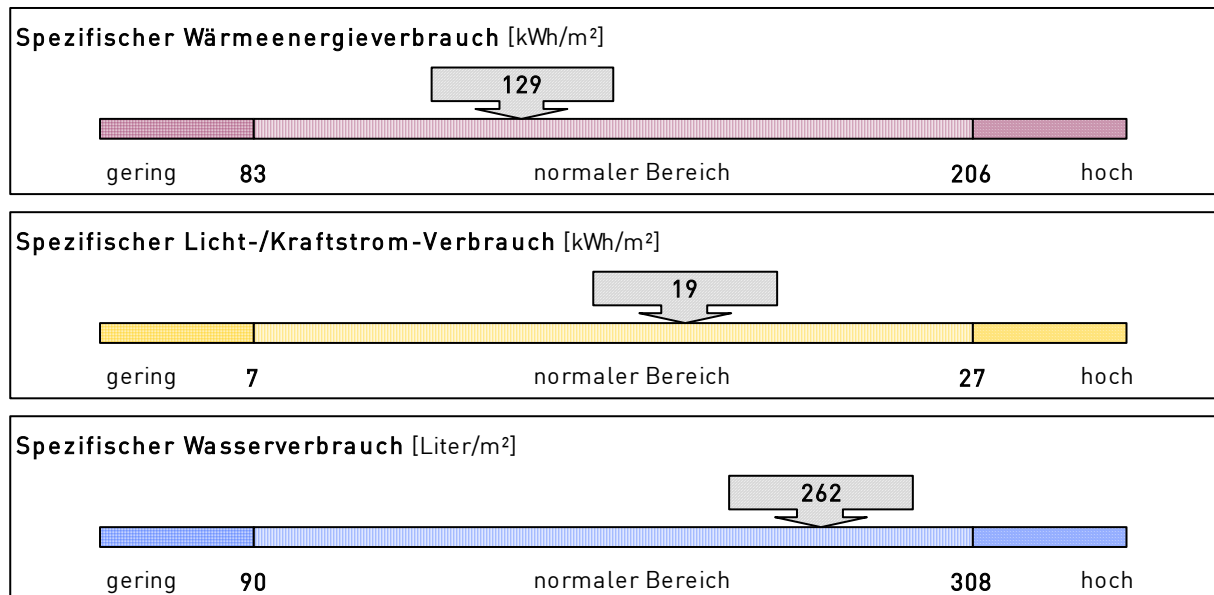 Spezifischer Wärmeenergieverbrauch [kWh/m²]
129
gering 83 normaler Bereich 206 hoch
Spezifischer Licht-/Kraftstrom-Verbrauch [kWh/m²]
19
gering 7 normaler Bereich 27 hoch
Spezifischer Wasserverbrauch [Liter/m²]
262
gering 90 normaler Bereich 308 hoch